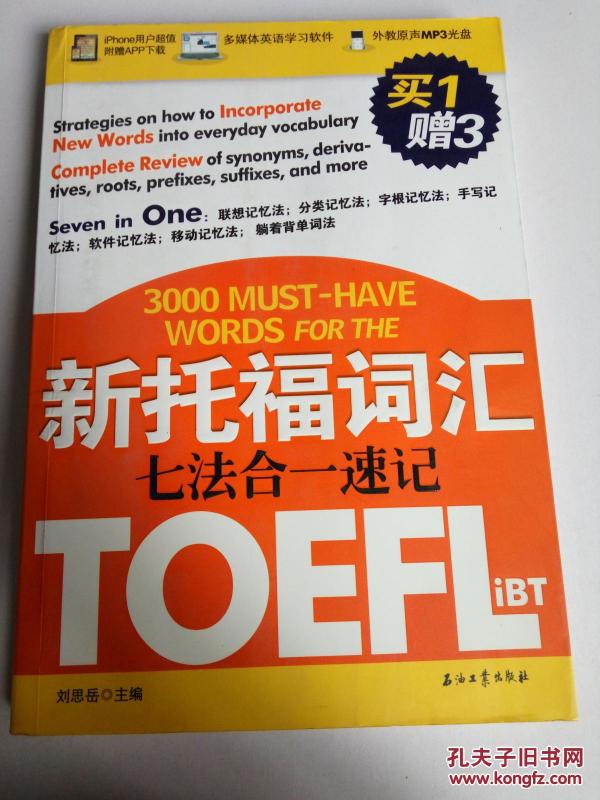 iPhone用户超值
附赠APP下载
多媒体英语学习软件
外教原声MP3光盘
买1
赠3
Strategies on how to Incorporate
New Words into everyday vocabulary
Complete Review of synonyms, deriva-
tives, roots, prefixes, suffixes, and more
Seven in One：联想记忆法；分类记忆法；字根记忆法；手写记
忆法；软件记忆法；移动记忆法；躺着背单词法
3000 MUST-HAVE
WORDS FOR THE
新托福词汇
七法合一速记
TOEFL
iBT
刘思岳◎主编
石油工业出版社
孔夫子旧书网
www.kongfz.com